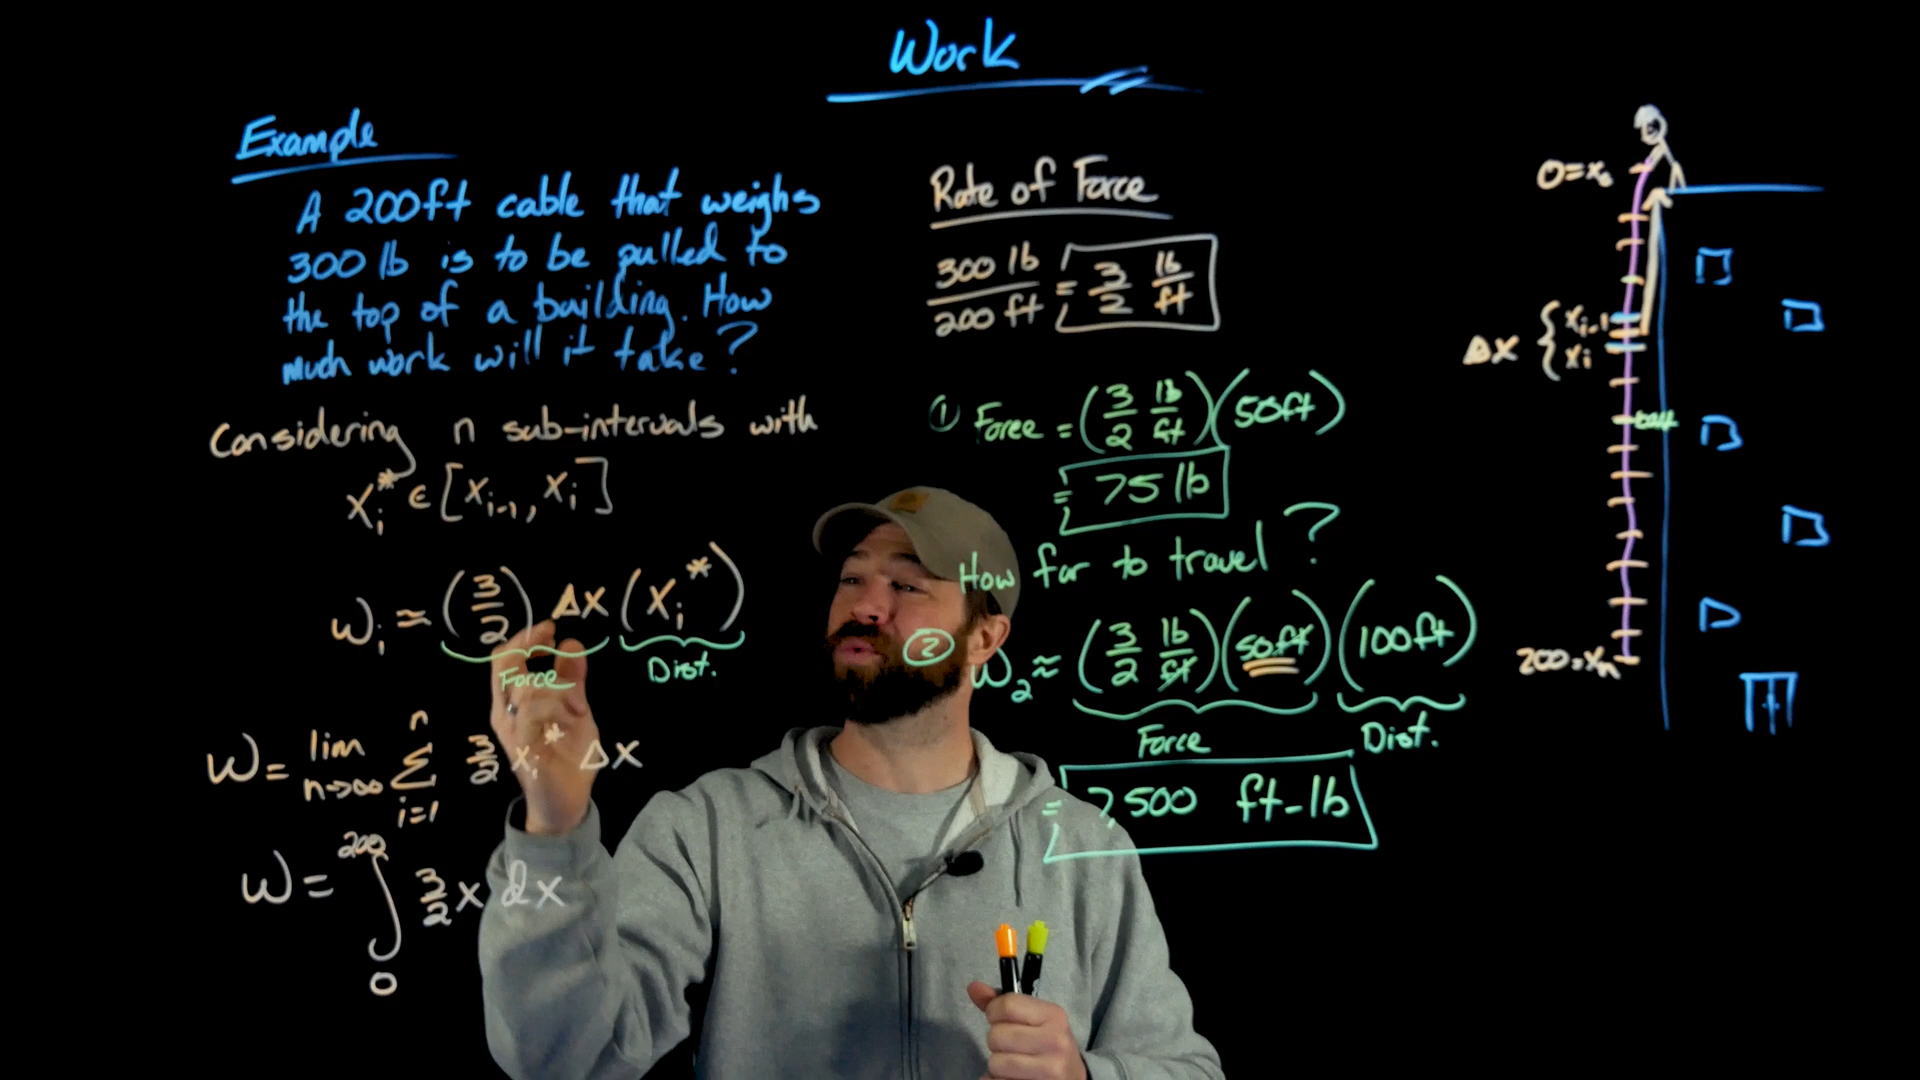 Work
Example
A 200ft cable that weighs
300 lb is to be pulled to
the top of a building. How
much work will it take?
Considering n sub-intervals with
xᵢ* ∈ [xᵢ₋₁, xᵢ]
Wᵢ ≈ (3/2) Δx (xᵢ*)
Force Dist.
W = lim n→∞ Σ i=1 n 3/2 xᵢ* Δx
W = ∫ 0 200 3/2 x dx
Rate of Force
300 lb / 200 ft = 3/2 lb/ft
① Force = (3/2 lb/ft)(50ft)
= 75 lb
How far to travel?
② W₂ ≈ (3/2 lb/ft)(50ft)(100ft)
Force Dist.
= 7,500 ft-lb
0=x₀
Δx { xᵢ₋₁
xᵢ
200=xₙ